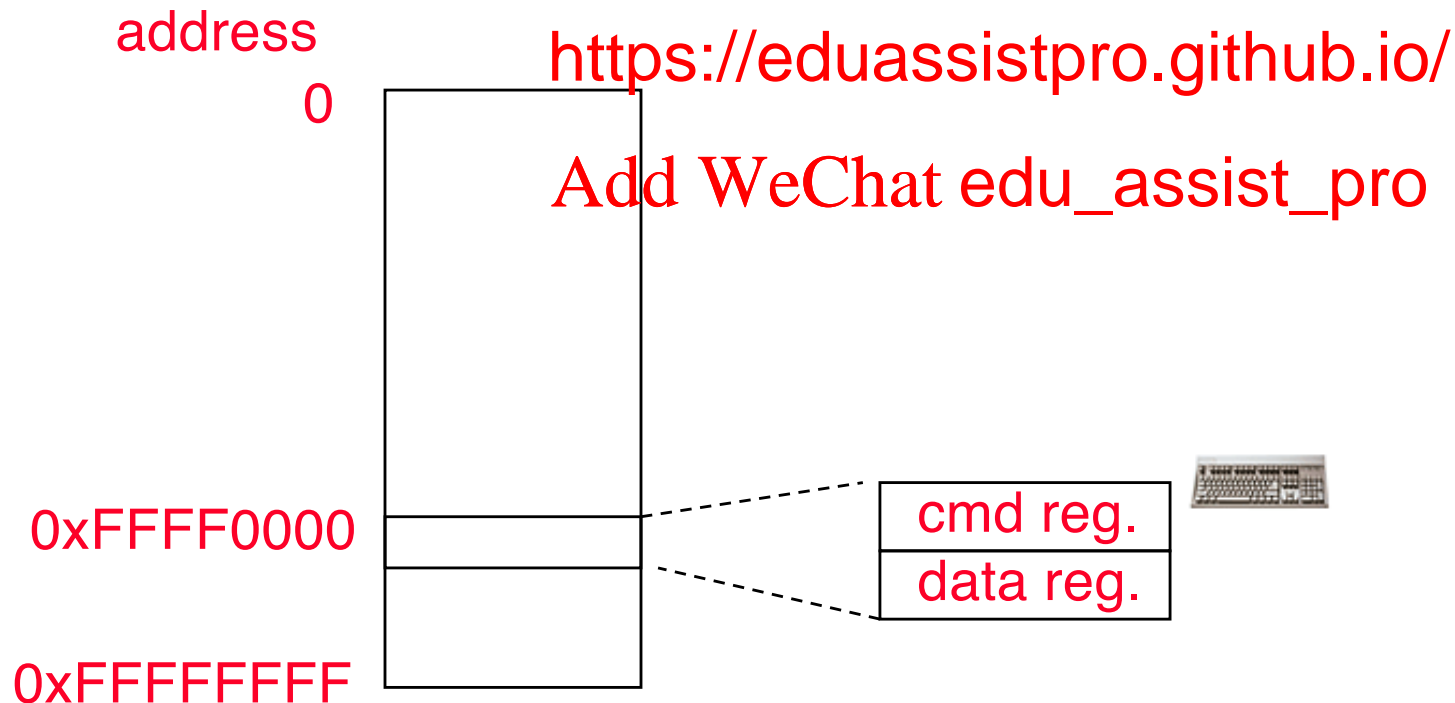 address
https://eduassistpro.github.io/
0
Add WeChat edu_assist_pro
0xFFFF0000
cmd reg.
data reg.
0xFFFFFFFF